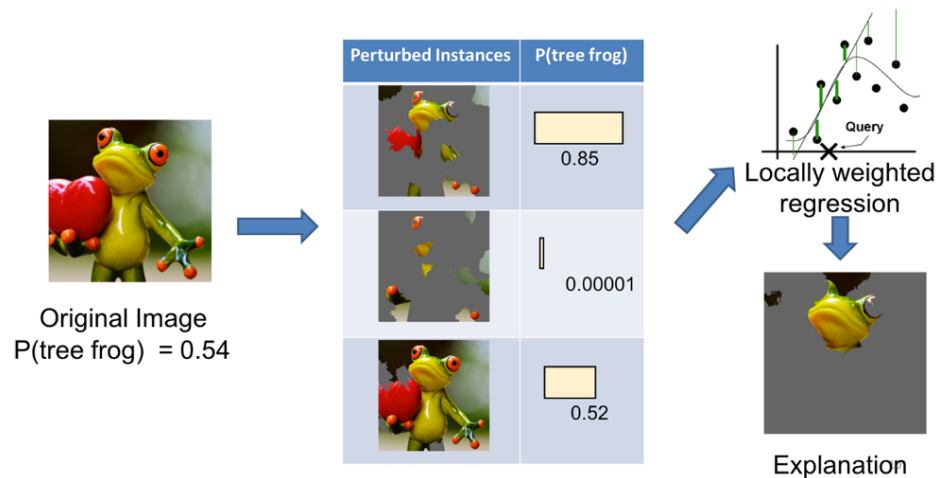 Original Image
P(tree frog) = 0.54
Perturbed Instances
P(tree frog)
0.85
0.00001
0.52
Query
Locally weighted
regression
Explanation